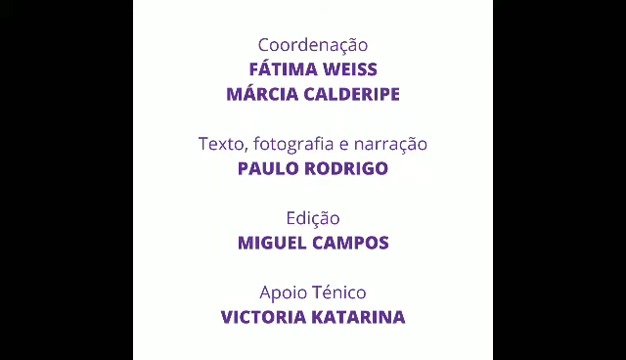 Coordenação
FÁTIMA WEISS
MÁRCIA CALDERIPE
Texto, fotografia e narração
PAULO RODRIGO
Edição
MIGUEL CAMPOS
Apoio Ténico
VICTORIA KATARINA